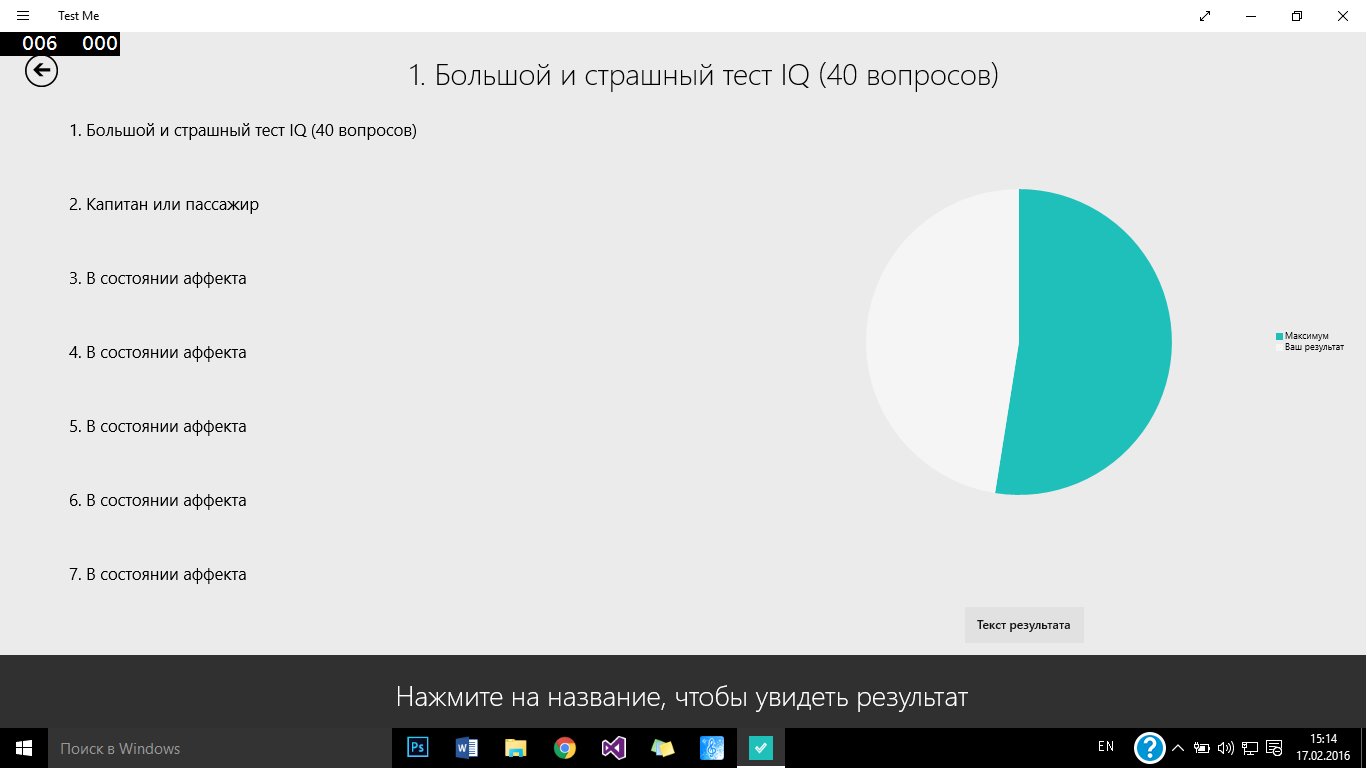 Test Me
006 000
1. Большой и страшный тест IQ (40 вопросов)
1. Большой и страшный тест IQ (40 вопросов)
2. Капитан или пассажир
3. В состоянии аффекта
4. В состоянии аффекта
5. В состоянии аффекта
6. В состоянии аффекта
7. В состоянии аффекта
Максимум
Ваш результат
Текст результата
Нажмите на название, чтобы увидеть результат
Поиск в Windows
Ps
W
EN
?
15:14
17.02.2016